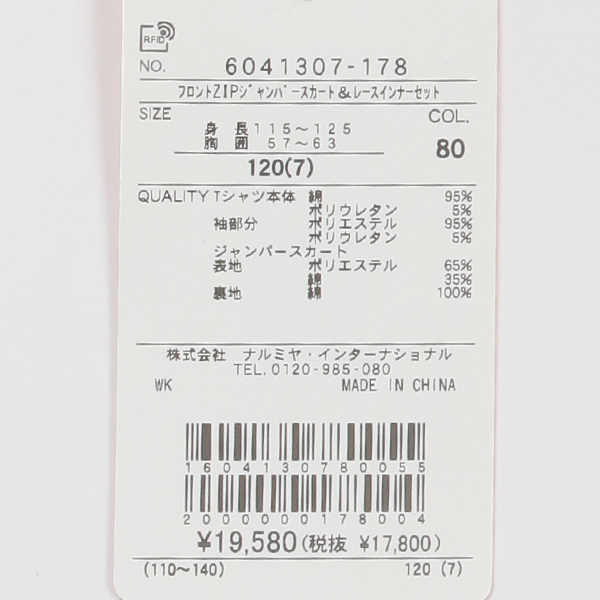 RFID
NO. 6041307-178
フロントZIPジャンパースカート&レースインナーセット
SIZE COL.
身長 115~125
胸囲 57~63
80
120(7)
QUALITY Tシャツ本体 綿 95%
ポリウレタン 5%
袖部分 ポリエステル 95%
ポリウレタン 5%
ジャンパースカート
表地 ポリエステル 65%
綿 35%
裏地 綿 100%
株式会社 ナルミヤ・インターナショナル
TEL.0120-985-080
WK MADE IN CHINA
1604130780055
2000000178004
¥19,580(税抜 ¥17,800)
(110~140) 120 (7)